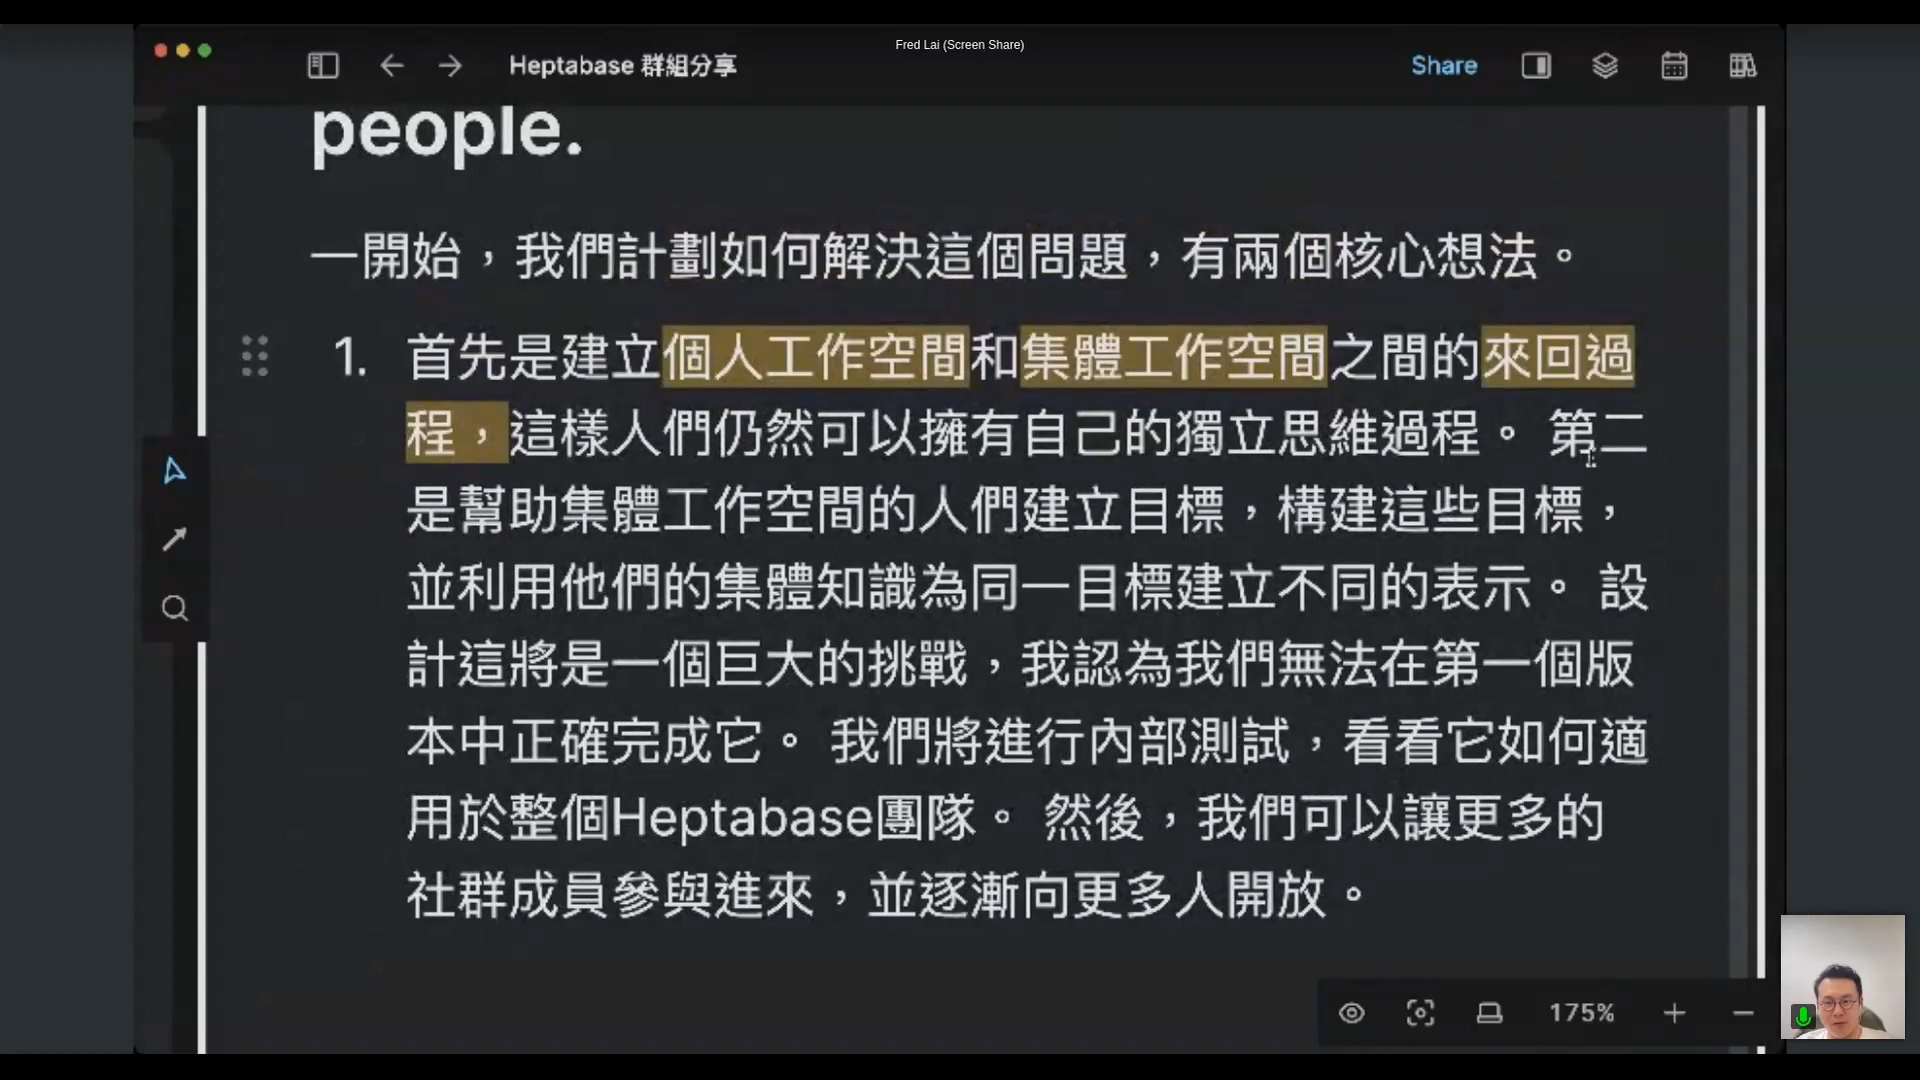 Fred Lai (Screen Share)
Heptabase 群組分享
Share
people.
一開始，我們計劃如何解決這個問題，有兩個核心想法。
1. 首先是建立個人工作空間和集體工作空間之間的來回過
程，這樣人們仍然可以擁有自己的獨立思維過程。 第二
是幫助集體工作空間的人們建立目標，構建這些目標，
並利用他們的集體知識為同一目標建立不同的表示。 設
計這將是一個巨大的挑戰，我認為我們無法在第一個版
本中正確完成它。 我們將進行內部測試，看看它如何適
用於整個Heptabase團隊。 然後，我們可以讓更多的
社群成員參與進來，並逐漸向更多人開放。
175%